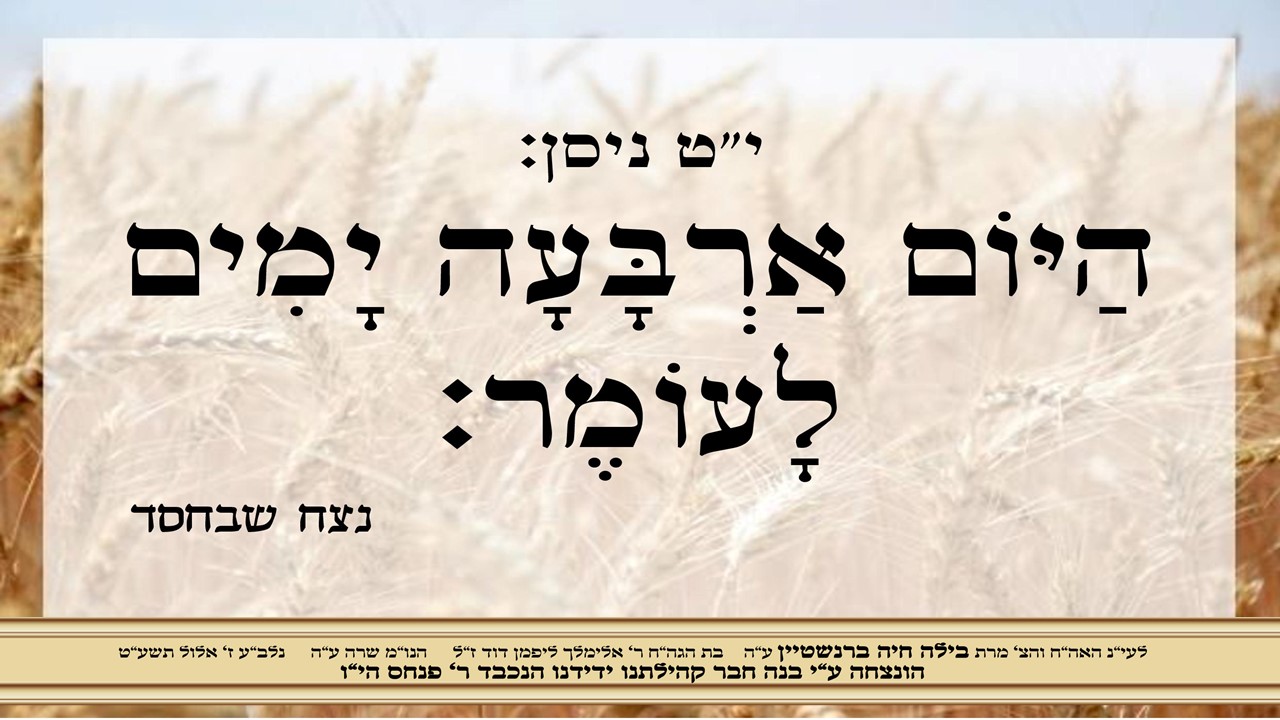 י״ט ניסן:
הַיּוֹם אַרְבָּעָה יָמִים
לָעוֹמֶר:
נצח שבחסד
לעי״נ האה״ח והצ׳ מרת בילה חיה ברנשטיין ע״ה בת הגה״ח ר׳ אלימלך ליפמן דוד ז״ל הנו״מ שרה ע״ה נלב״ע ז׳ אלול תשע״ט
הונצחה ע״י בנה חבר קהילתנו ידידנו הנכבד ר׳ פנחס הי״ו